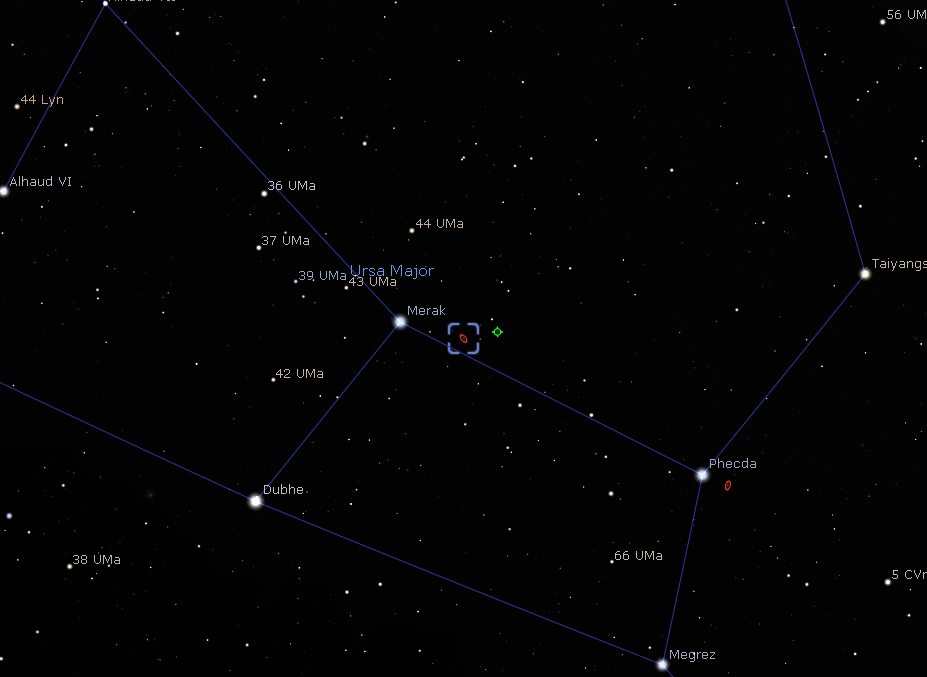 56 UM
44 Lyn
Alhaud VI
36 UMa
44 UMa
37 UMa
Taiyangs
Ursa Major
39 UMa
43 UMa
Merak
42 UMa
Phecda
Dubhe
66 UMa
38 UMa
5 CVn
Megrez